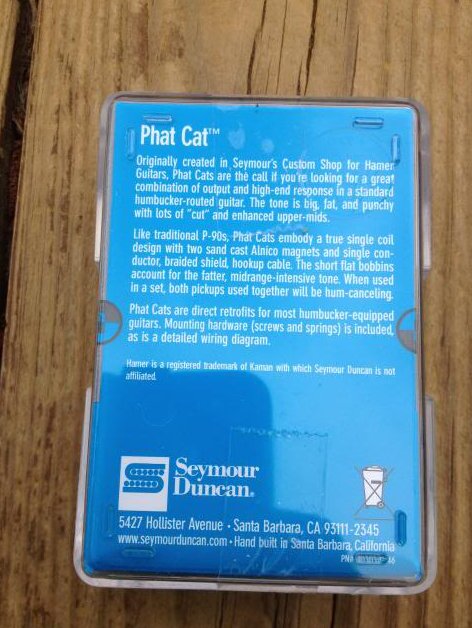 Phat Cat™
Originally created in Seymour's Custom Shop for Hamer
Guitars, Phat Cats are the call if you're looking for a great
combination of output and high-end response in a standard
humbucker-routed guitar. The tone is big, fat, and punchy
with lots of "cut" and enhanced upper-mids.
Like traditional P-90s, Phat Cats embody a true single coil
design with two sand cast Alnico magnets and single con-
ductor, braided shield, hookup cable. The short flat bobbins
account for the fatter, midrange-intensive tone. When used
in a set, both pickups used together will be hum-canceling.
Phat Cats are direct retrofits for most humbucker-equipped
guitars. Mounting hardware (screws and springs) is included,
as is a detailed wiring diagram.
Hamer is a registered trademark of Kaman with which Seymour Duncan is not
affiliated.
Seymour
Duncan®
5427 Hollister Avenue • Santa Barbara, CA 93111-2345
www.seymourduncan.com • Hand built in Santa Barbara, California
PN#